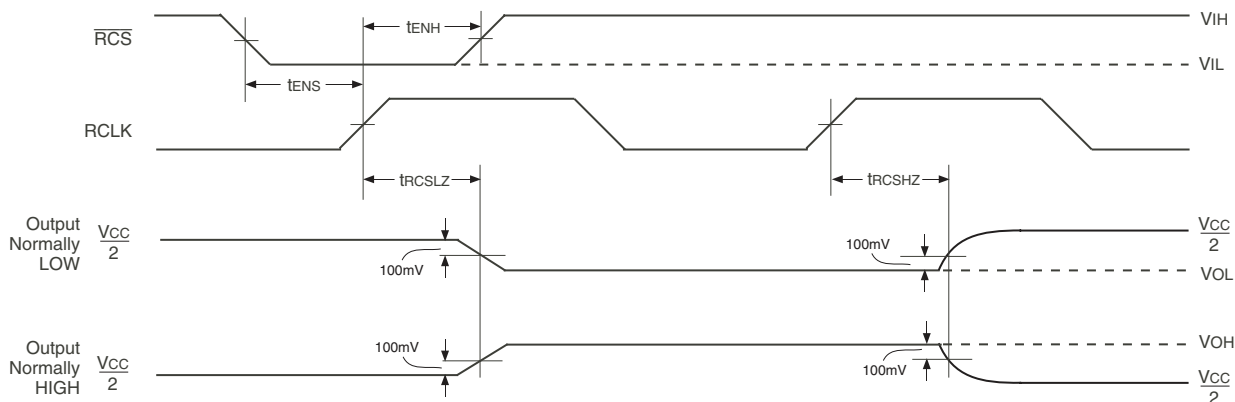 tENH
VIH
RCS
VIL
tENS
RCLK
tRCSLZ
tRCSHZ
Output
Normally
LOW
VCC
2
100mV
100mV
VCC
2
VOL
Output
Normally
HIGH
VCC
2
100mV
100mV
VOH
VCC
2